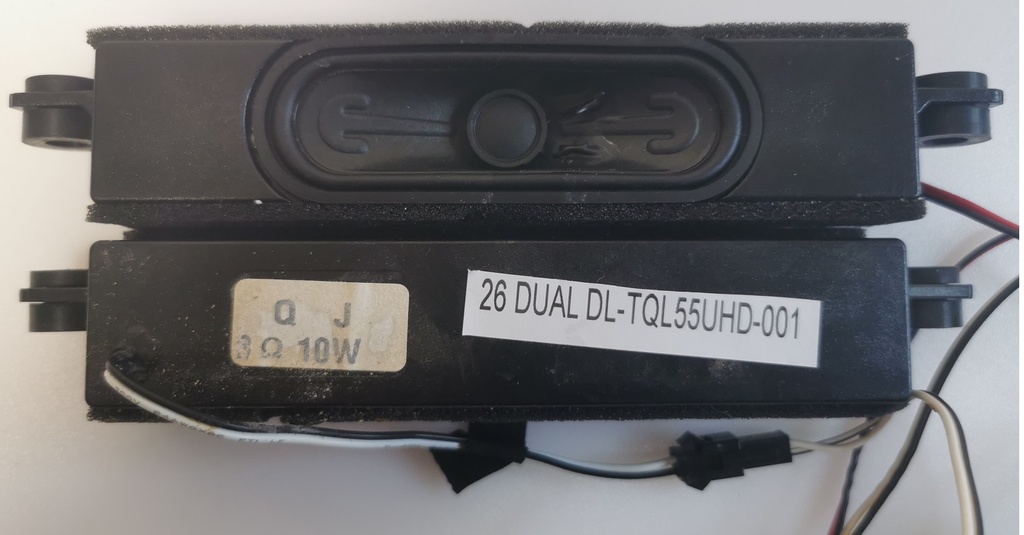 Q J
8 Ω 10W
26 DUAL DL-TQL55UHD-001